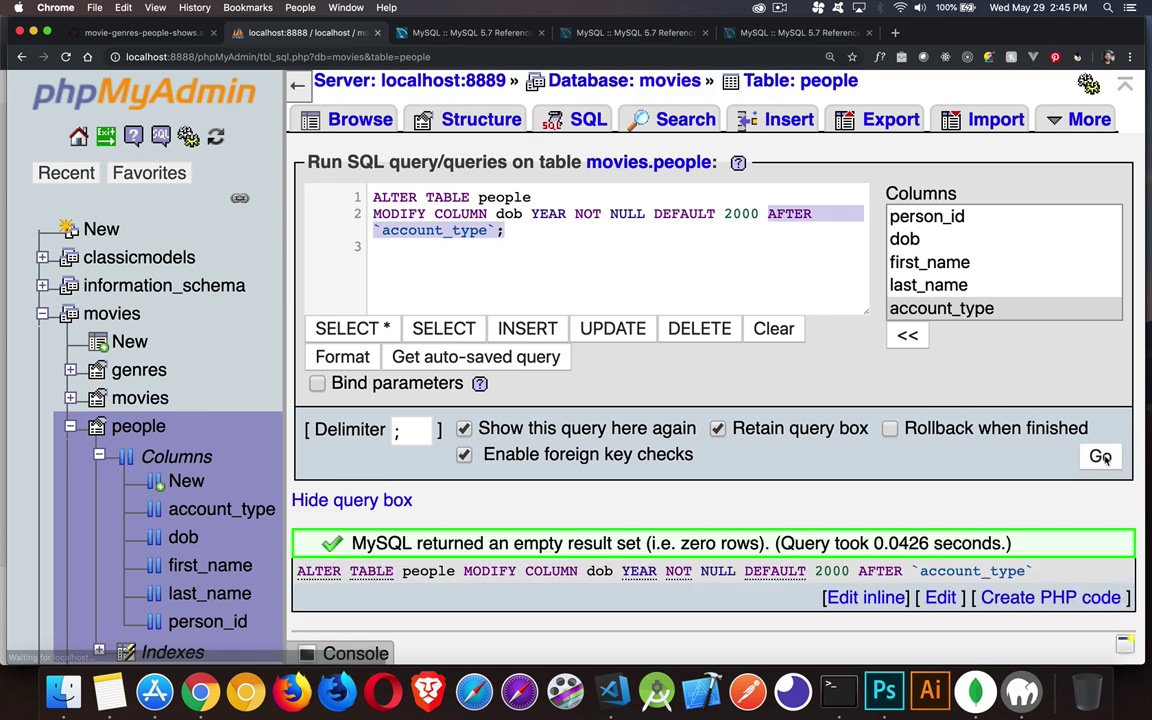 Chrome File Edit View History Bookmarks People Window Help 100% Wed May 29 2:45 PM
movie-genres-people-shows.s localhost:8888 / localhost / mo MySQL :: MySQL 5.7 Reference MySQL :: MySQL 5.7 Reference MySQL :: MySQL 5.7 Reference
localhost:8888/phpMyAdmin/tbl_sql.php?db=movies&table=people
phpMyAdmin
Recent Favorites
New
classicmodels
information_schema
movies
New
genres
movies
people
Columns
New
account_type
dob
first_name
last_name
person_id
Indexes
Waiting for localhost...
Server: localhost:8889 » Database: movies » Table: people
Browse Structure SQL Search Insert Export Import More
Run SQL query/queries on table movies.people:
1 ALTER TABLE people
2 MODIFY COLUMN dob YEAR NOT NULL DEFAULT 2000 AFTER
`account_type`;
3
Columns
person_id
dob
first_name
last_name
account_type
<<
SELECT * SELECT INSERT UPDATE DELETE Clear
Format Get auto-saved query
Bind parameters
[ Delimiter ; ] Show this query here again Retain query box Rollback when finished
Enable foreign key checks
Go
Hide query box
MySQL returned an empty result set (i.e. zero rows). (Query took 0.0426 seconds.)
ALTER TABLE people MODIFY COLUMN dob YEAR NOT NULL DEFAULT 2000 AFTER `account_type`
[Edit inline] [ Edit ] [ Create PHP code ]
Console
Ps Ai